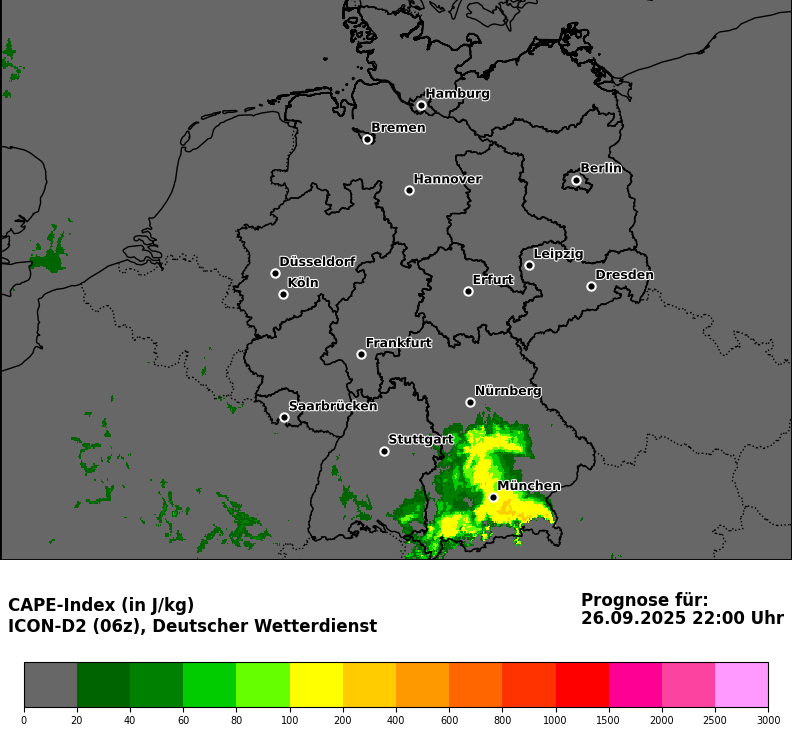 Hamburg
Bremen
Berlin
Hannover
Leipzig
Düsseldorf
Dresden
Köln
Erfurt
Frankfurt
Nürnberg
Saarbrücken
Stuttgart
München
CAPE-Index (in J/kg)
ICON-D2 (06z), Deutscher Wetterdienst
Prognose für:
26.09.2025 22:00 Uhr
0 20 40 60 80 100 200 400 600 800 1000 1500 2000 2500 3000